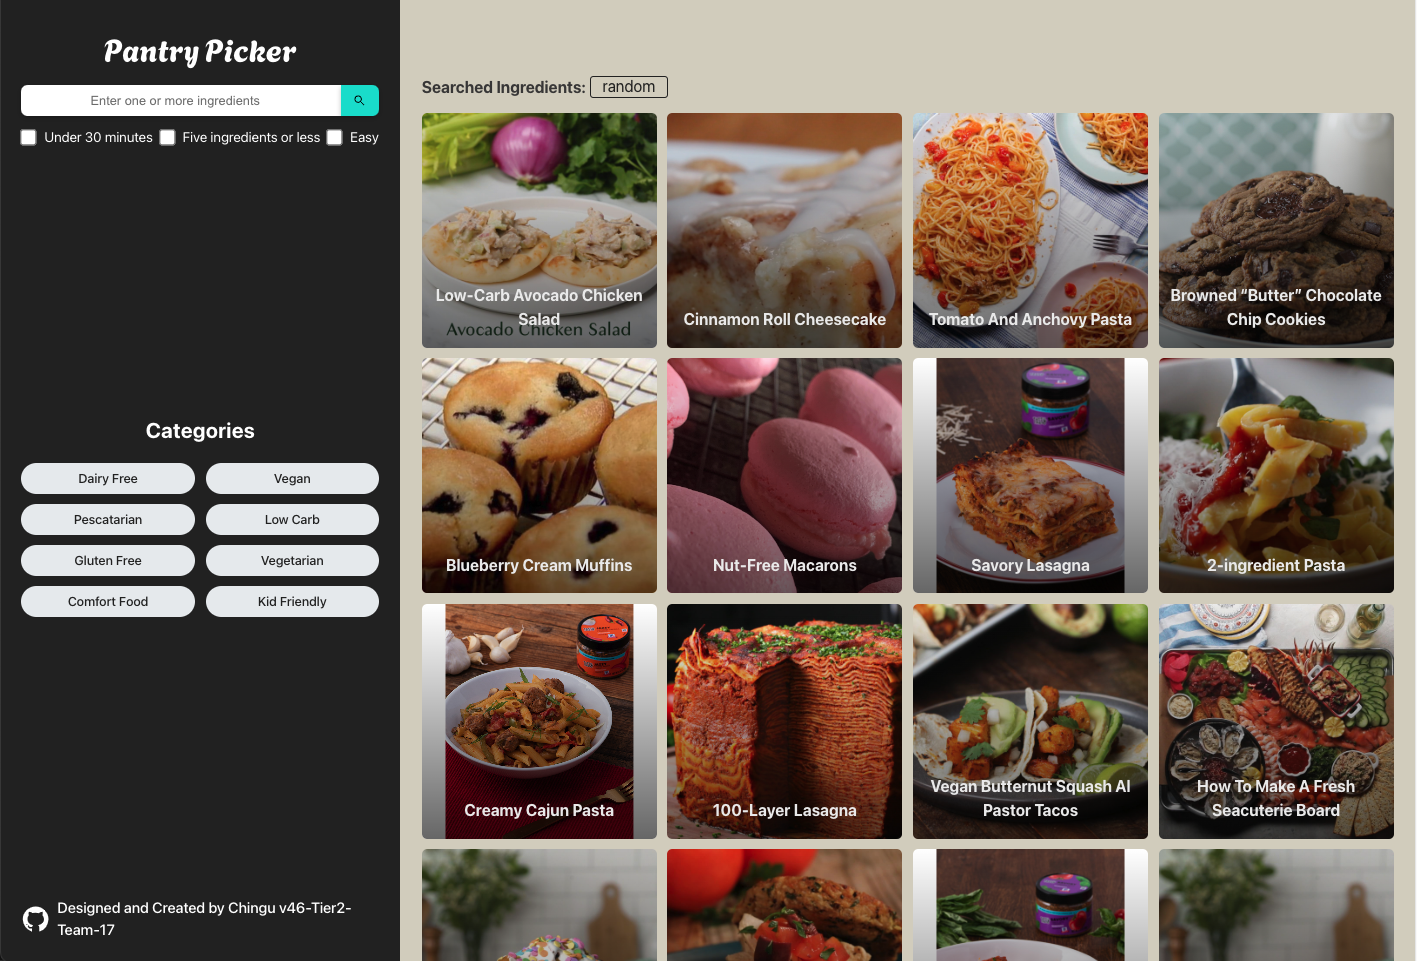 Pantry Picker
Enter one or more ingredients
Under 30 minutes
Five ingredients or less
Easy
Categories
Dairy Free
Vegan
Pescatarian
Low Carb
Gluten Free
Vegetarian
Comfort Food
Kid Friendly
Designed and Created by Chingu v46-Tier2-
Team-17
Searched Ingredients: random
Low-Carb Avocado Chicken
Salad
Avocado Chicken Salad
Cinnamon Roll Cheesecake
Tomato And Anchovy Pasta
Browned “Butter” Chocolate
Chip Cookies
Blueberry Cream Muffins
Nut-Free Macarons
Savory Lasagna
2-ingredient Pasta
Creamy Cajun Pasta
100-Layer Lasagna
Vegan Butternut Squash Al
Pastor Tacos
How To Make A Fresh
Seacuterie Board